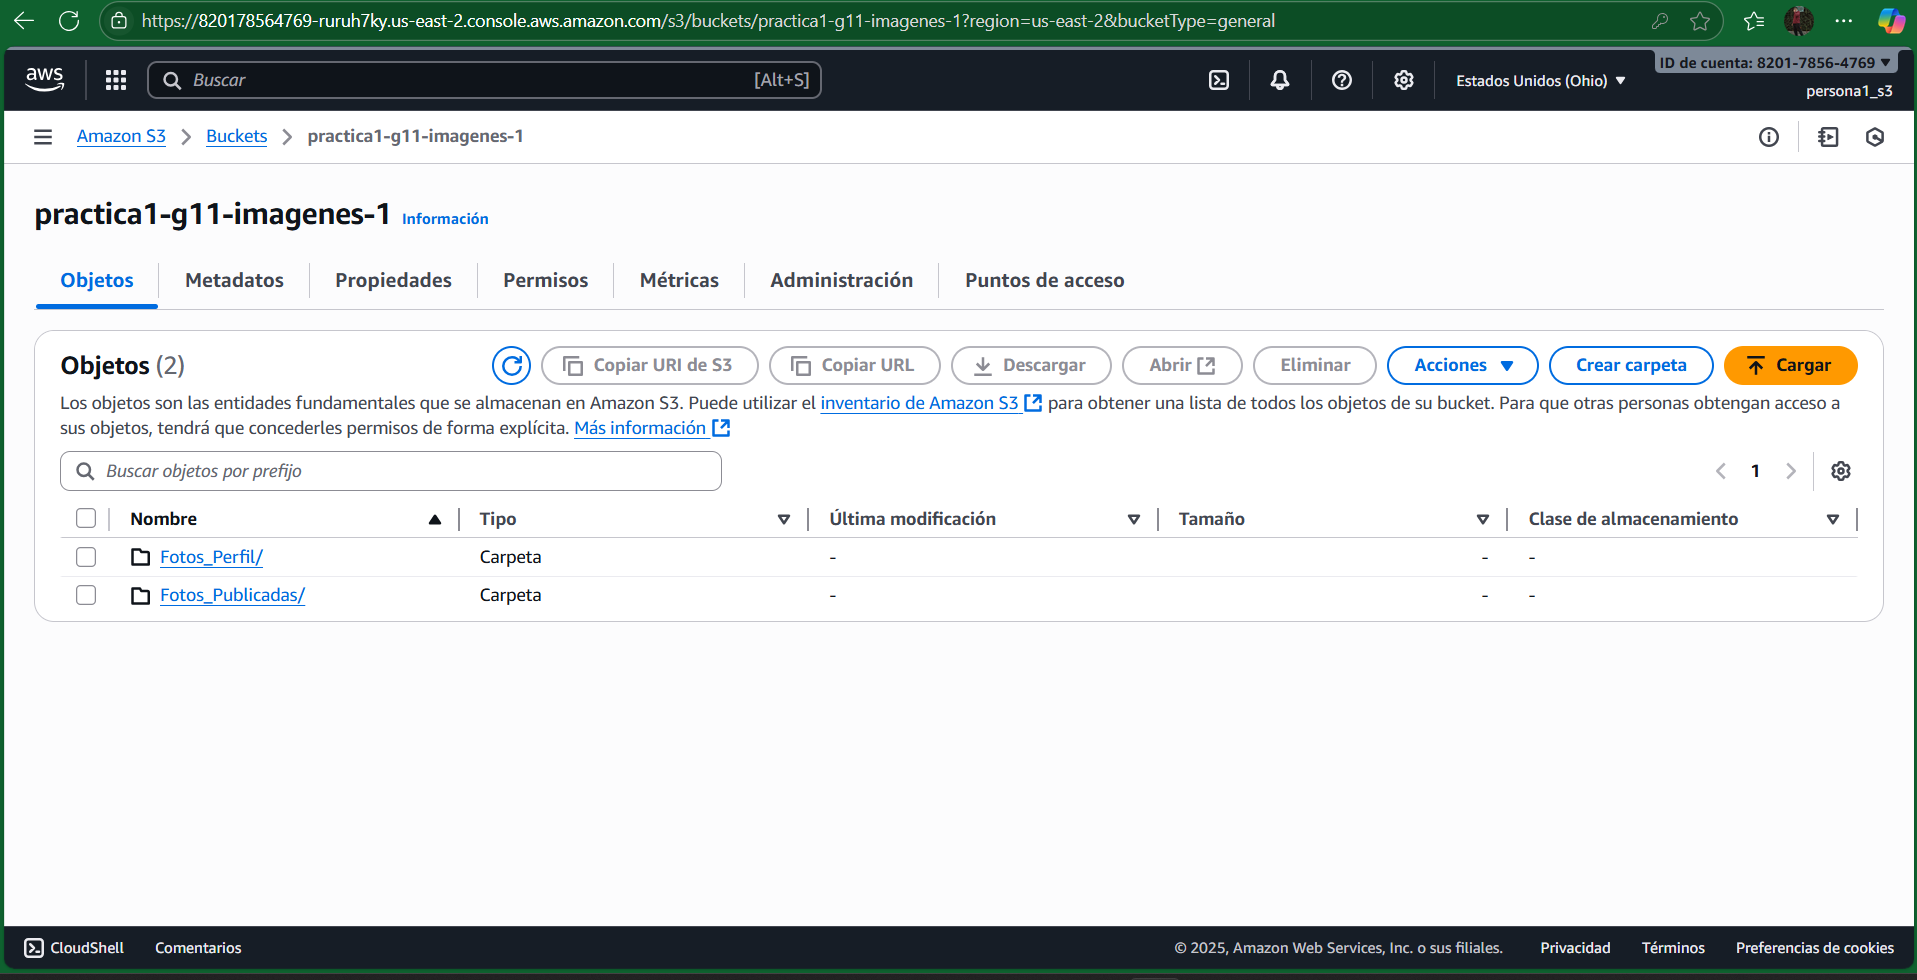 https://820178564769-ruruh7ky.us-east-2.console.aws.amazon.com/s3/buckets/practica1-g11-imagenes-1?region=us-east-2&bucketType=general
aws
Buscar [Alt+S]
Estados Unidos (Ohio)
ID de cuenta: 8201-7856-4769
persona1_s3
Amazon S3 Buckets practica1-g11-imagenes-1
practica1-g11-imagenes-1 Información
Objetos Metadatos Propiedades Permisos Métricas Administración Puntos de acceso
Objetos (2) Copiar URI de S3 Copiar URL Descargar Abrir Eliminar Acciones Crear carpeta Cargar
Los objetos son las entidades fundamentales que se almacenan en Amazon S3. Puede utilizar el inventario de Amazon S3 para obtener una lista de todos los objetos de su bucket. Para que otras personas obtengan acceso a
sus objetos, tendrá que concederles permisos de forma explícita. Más información
Buscar objetos por prefijo
1
Nombre Tipo Última modificación Tamaño Clase de almacenamiento
Fotos_Perfil/ Carpeta - - -
Fotos_Publicadas/ Carpeta - - -
CloudShell Comentarios © 2025, Amazon Web Services, Inc. o sus filiales. Privacidad Términos Preferencias de cookies